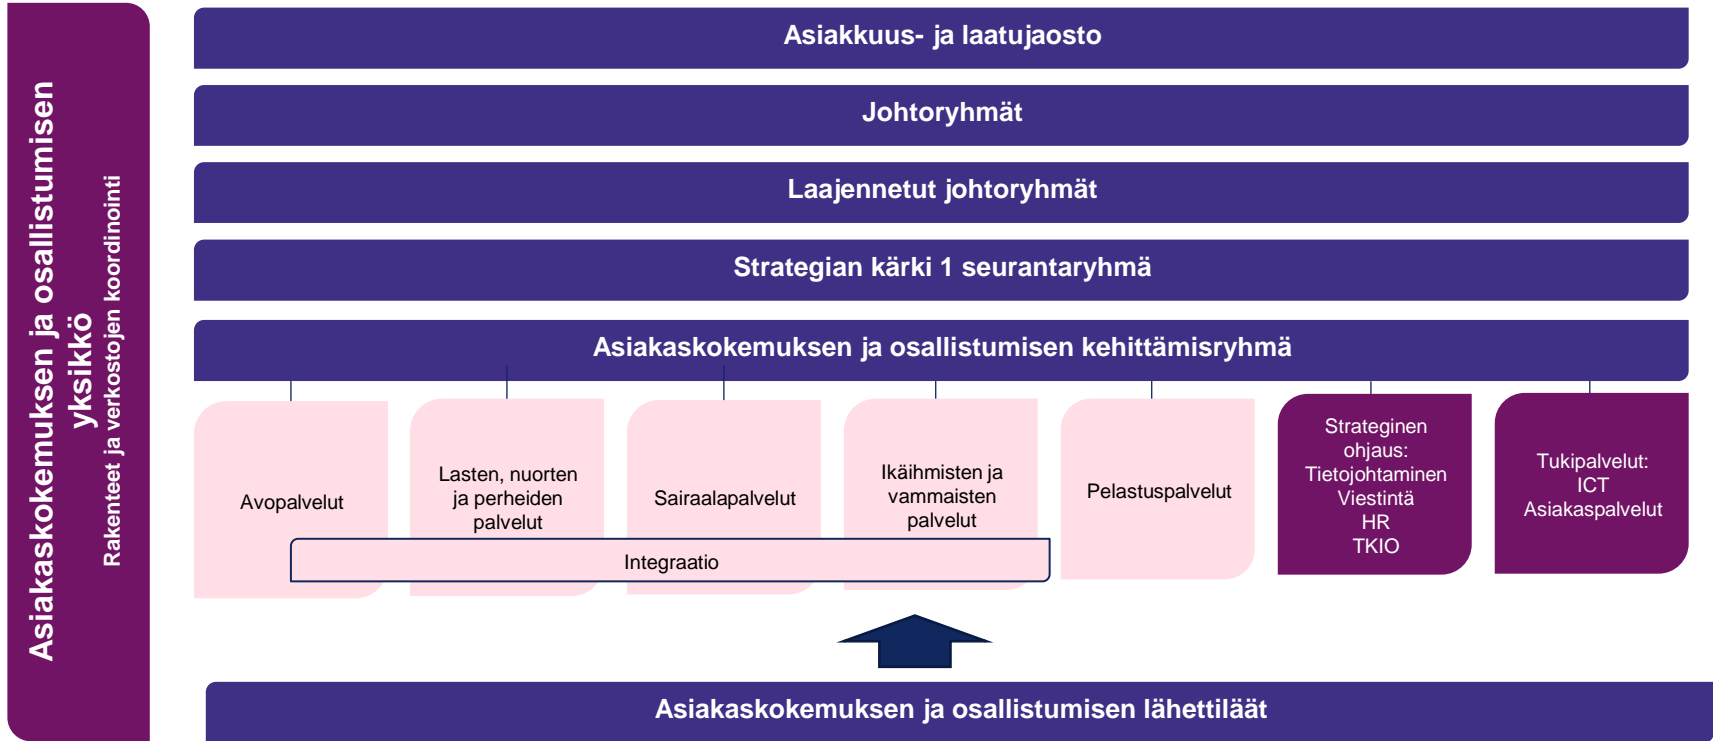 Asiakaskokemuksen ja osallistumisen
yksikkö
Rakenteet ja verkostojen koordinointi
Asiakkuus- ja laatujaosto
Johtoryhmät
Laajennetut johtoryhmät
Strategian kärki 1 seurantaryhmä
Asiakaskokemuksen ja osallistumisen kehittämisryhmä
Avopalvelut
Lasten, nuorten
ja perheiden
palvelut
Sairaalapalvelut
Ikäihmisten ja
vammaisten
palvelut
Pelastuspalvelut
Strateginen
ohjaus:
Tietojohtaminen
Viestintä
HR
TKIO
Tukipalvelut:
ICT
Asiakaspalvelut
Integraatio
Asiakaskokemuksen ja osallistumisen lähettiläät